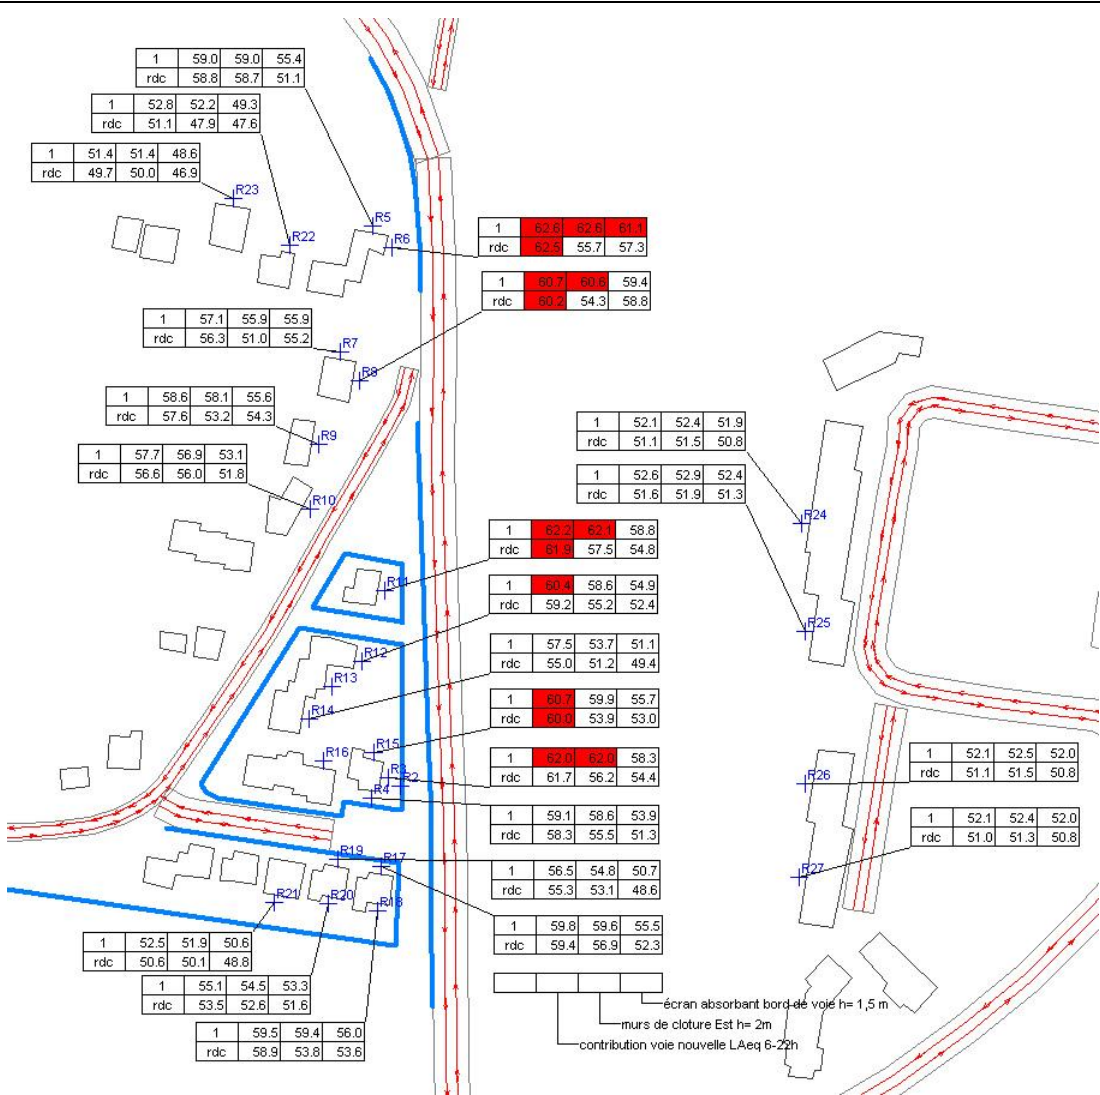 1 59.0 59.0 55.4
rdc 58.8 58.7 51.1
1 52.8 52.2 49.3
rdc 51.1 47.9 47.6
1 51.4 51.4 48.6
rdc 49.7 50.0 46.9
R23
R5
R22
R6
1 62.6 62.6 61.1
rdc 62.5 55.7 57.3
1 60.7 60.6 59.4
rdc 60.2 54.3 58.8
1 57.1 55.9 55.9
rdc 56.3 51.0 55.2
R7
R8
1 58.6 58.1 55.6
rdc 57.6 53.2 54.3
R9
1 57.7 56.9 53.1
rdc 56.6 56.0 51.8
R10
1 52.1 52.4 51.9
rdc 51.1 51.5 50.8
1 52.6 52.9 52.4
rdc 51.6 51.9 51.3
R24
R25
1 62.2 62.1 58.8
rdc 61.9 57.5 54.8
R11
1 60.4 58.6 54.9
rdc 59.2 55.2 52.4
R12
1 57.5 53.7 51.1
rdc 55.0 51.2 49.4
R13
R14
1 60.7 59.9 55.7
rdc 60.0 53.9 53.0
R15
R16
1 62.0 62.0 58.3
rdc 61.7 56.2 54.4
R3
R2
R4
1 52.1 52.5 52.0
rdc 51.1 51.5 50.8
R26
1 59.1 58.6 53.9
rdc 58.3 55.5 51.3
1 52.1 52.4 52.0
rdc 51.0 51.3 50.8
R27
R19
R17
1 56.5 54.8 50.7
rdc 55.3 53.1 48.6
R21
R20
R18
1 59.8 59.6 55.5
rdc 59.4 56.9 52.3
1 52.5 51.9 50.6
rdc 50.6 50.1 48.8
1 55.1 54.5 53.3
rdc 53.5 52.6 51.6
1 59.5 59.4 56.0
rdc 58.9 53.8 53.6
écran absorbant bord de voie h= 1,5 m
murs de cloture Est h= 2m
contribution voie nouvelle LAeq 6-22h